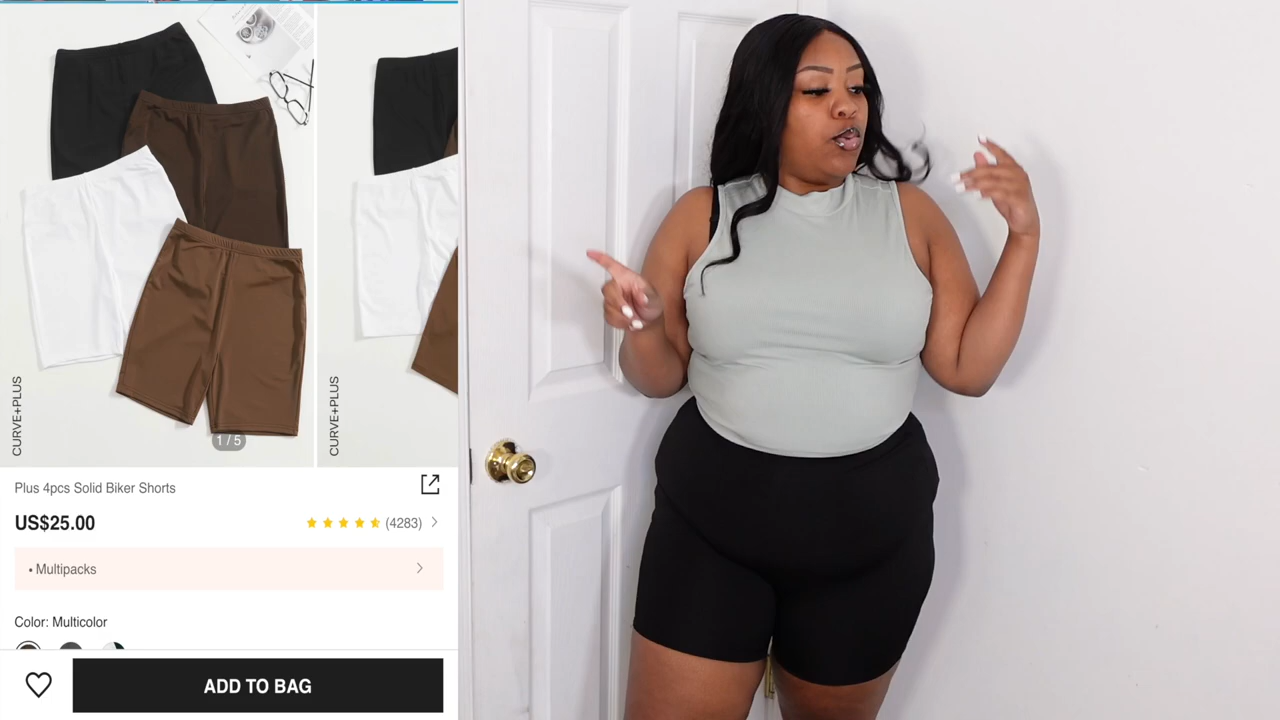 CURVE+PLUS
CURVE+PLUS
1 / 5
Plus 4pcs Solid Biker Shorts
US$25.00
(4283)
• Multipacks
Color: Multicolor
ADD TO BAG